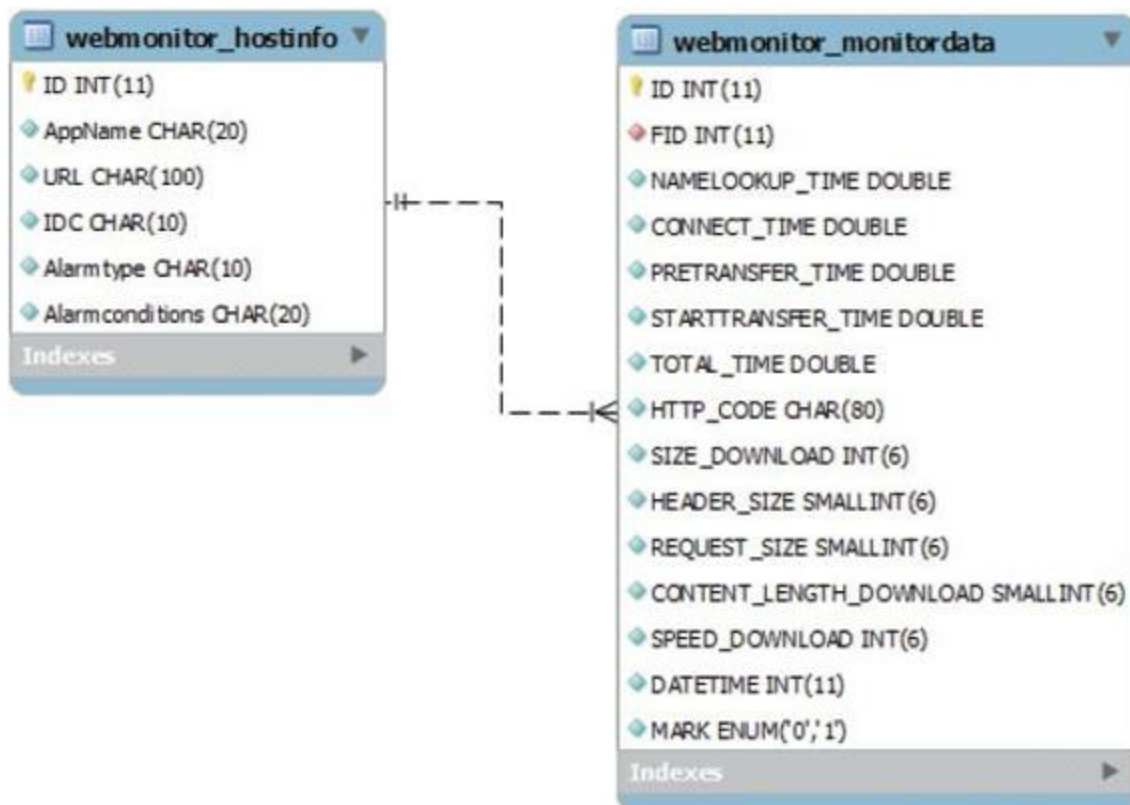 webmonitor_hostinfo
ID INT(11)
AppName CHAR(20)
URL CHAR(100)
IDC CHAR(10)
Alarmtype CHAR(10)
Alarmconditions CHAR(20)
Indexes
webmonitor_monitordata
ID INT(11)
FID INT(11)
NAMELOOKUP_TIME DOUBLE
CONNECT_TIME DOUBLE
PRETRANSFER_TIME DOUBLE
STARTTRANSFER_TIME DOUBLE
TOTAL_TIME DOUBLE
HTTP_CODE CHAR(80)
SIZE_DOWNLOAD INT(6)
HEADER_SIZE SMALLINT(6)
REQUEST_SIZE SMALLINT(6)
CONTENT_LENGTH_DOWNLOAD SMALLINT(6)
SPEED_DOWNLOAD INT(6)
DATETIME INT(11)
MARK ENUM('0','1')
Indexes